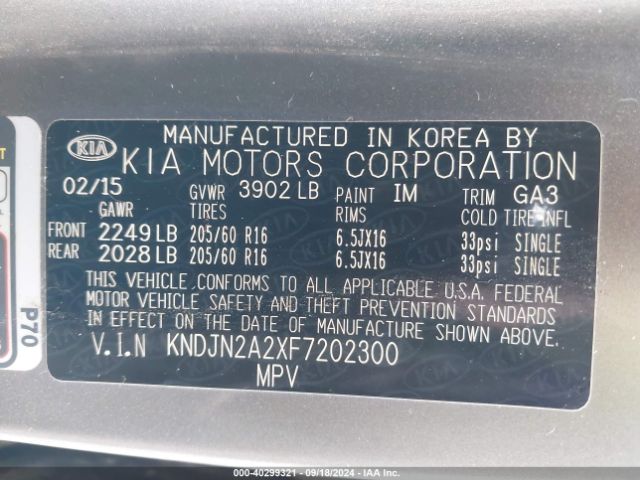 MANUFACTURED IN KOREA BY
KIA KIA MOTORS CORPORATION
02/15 GVWR 3902 LB PAINT IM TRIM GA3
GAWR TIRES RIMS COLD TIRE INFL
FRONT 2249 LB 205/60 R16 6.5JX16 33psi SINGLE
REAR 2028 LB 205/60 R16 6.5JX16 33psi SINGLE
THIS VEHICLE CONFORMS TO ALL APPLICABLE U.S.A. FEDERAL
MOTOR VEHICLE SAFETY AND THEFT PREVENTION STANDARDS
IN EFFECT ON THE DATE OF MANUFACTURE SHOWN ABOVE.
V.I.N KNDJN2A2XF7202300
MPV
P70
000-40299321 - 09/18/2024 - IAAI.COM